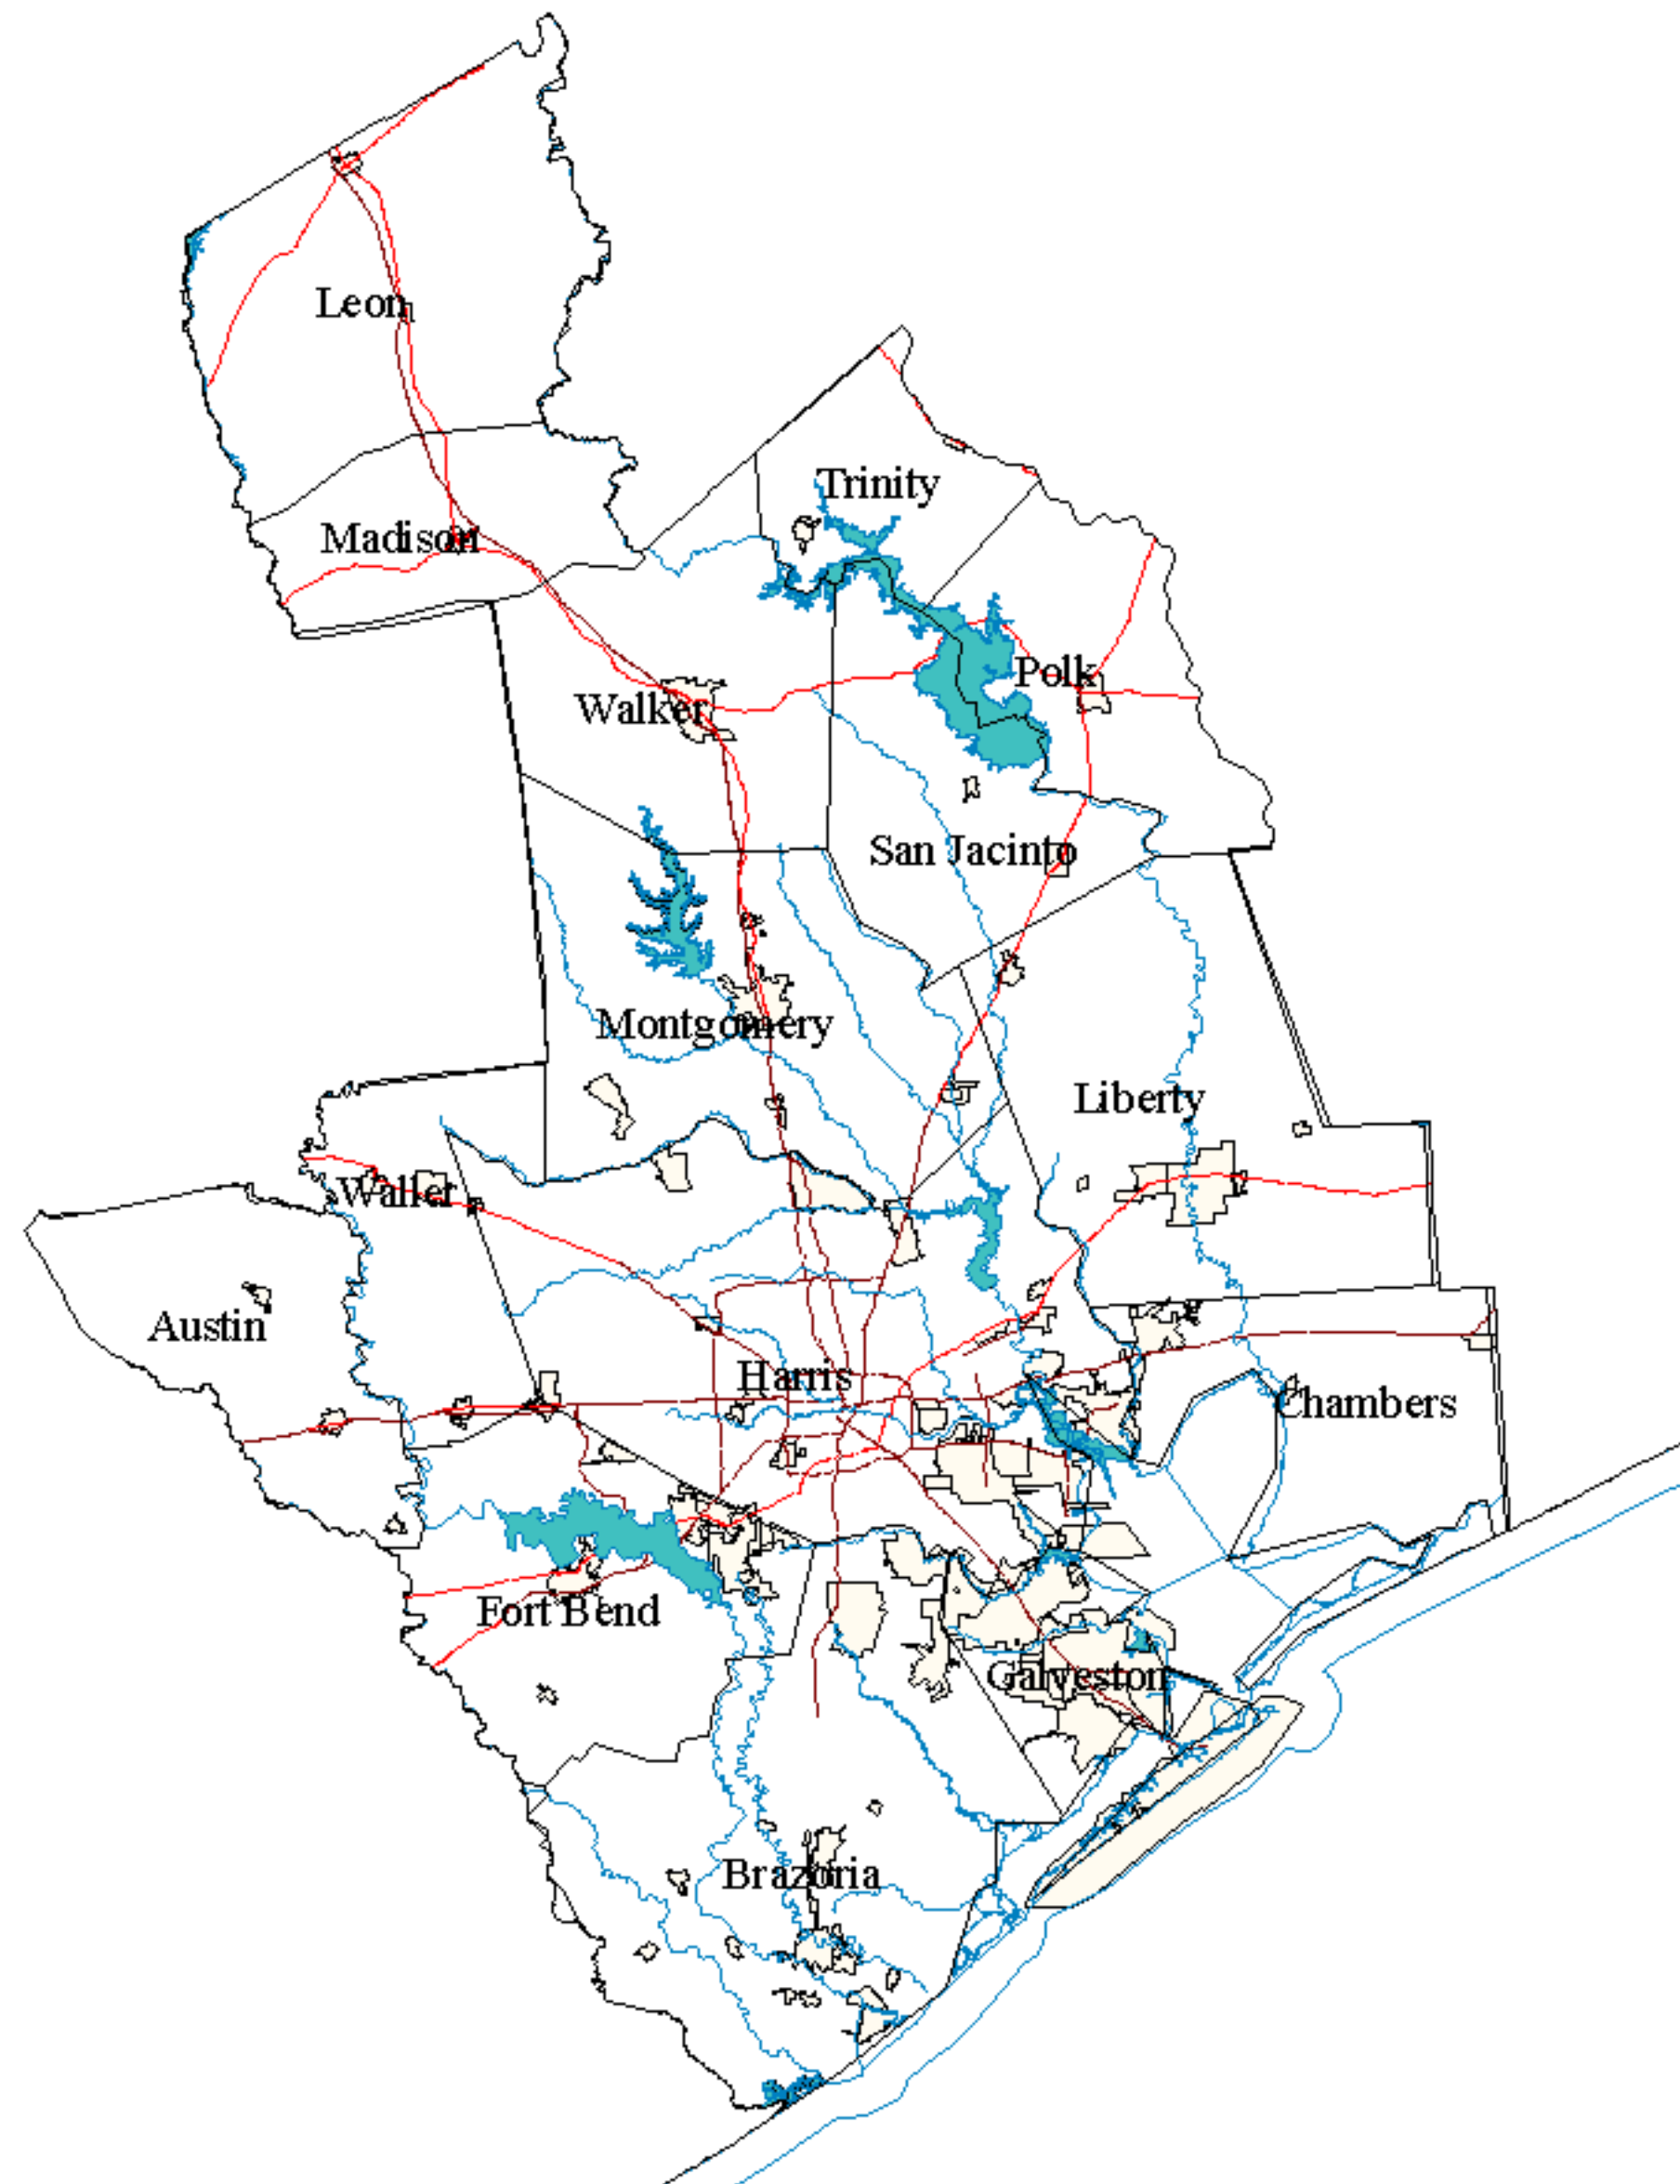 Leon
Trinity
Madison
Polk
Walker
San Jacinto
Montgomery
Liberty
Waller
Austin
Harris
Chambers
Fort Bend
Galveston
Brazoria